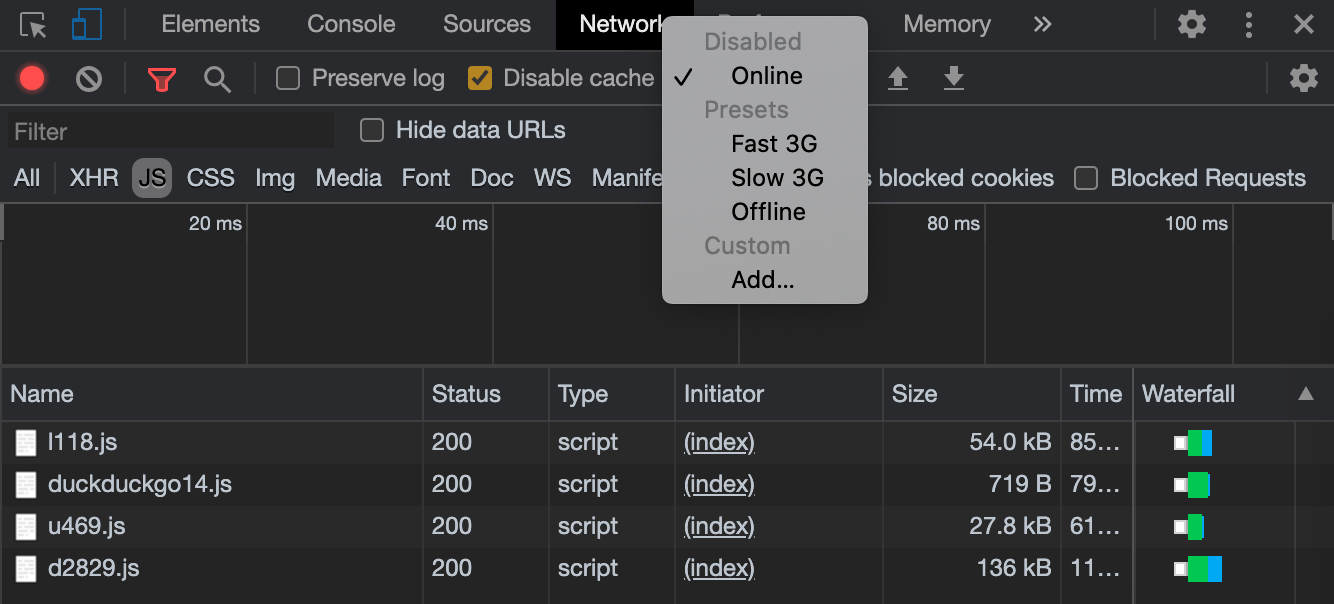 Elements Console Sources Network Memory
Preserve log Disable cache
Filter Hide data URLs
All XHR JS CSS Img Media Font Doc WS Manife s blocked cookies Blocked Requests
Disabled
Online
Presets
Fast 3G
Slow 3G
Offline
Custom
Add...
20 ms 40 ms 80 ms 100 ms
Name Status Type Initiator Size Time Waterfall
l118.js 200 script (index) 54.0 kB 85...
duckduckgo14.js 200 script (index) 719 B 79...
u469.js 200 script (index) 27.8 kB 61...
d2829.js 200 script (index) 136 kB 11...